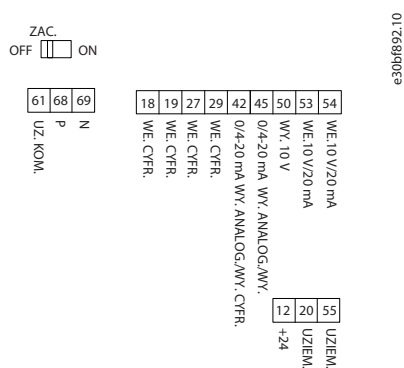 e30bf892.10
ZAC.
OFF ON
61 68 69
UZ. KOM.
P
N
18 19 27 29 42 45 50 53 54
WE. CYFR.
WE. CYFR.
WE. CYFR.
WE. CYFR.
0/4-20 mA WY. ANALOG./WY. CYFR.
0/4-20 mA WY. ANALOG./WY.
WY. 10 V
WE.10 V/20 mA
WE.10 V/20 mA
12 20 55
+24
UZIEM.
UZIEM.